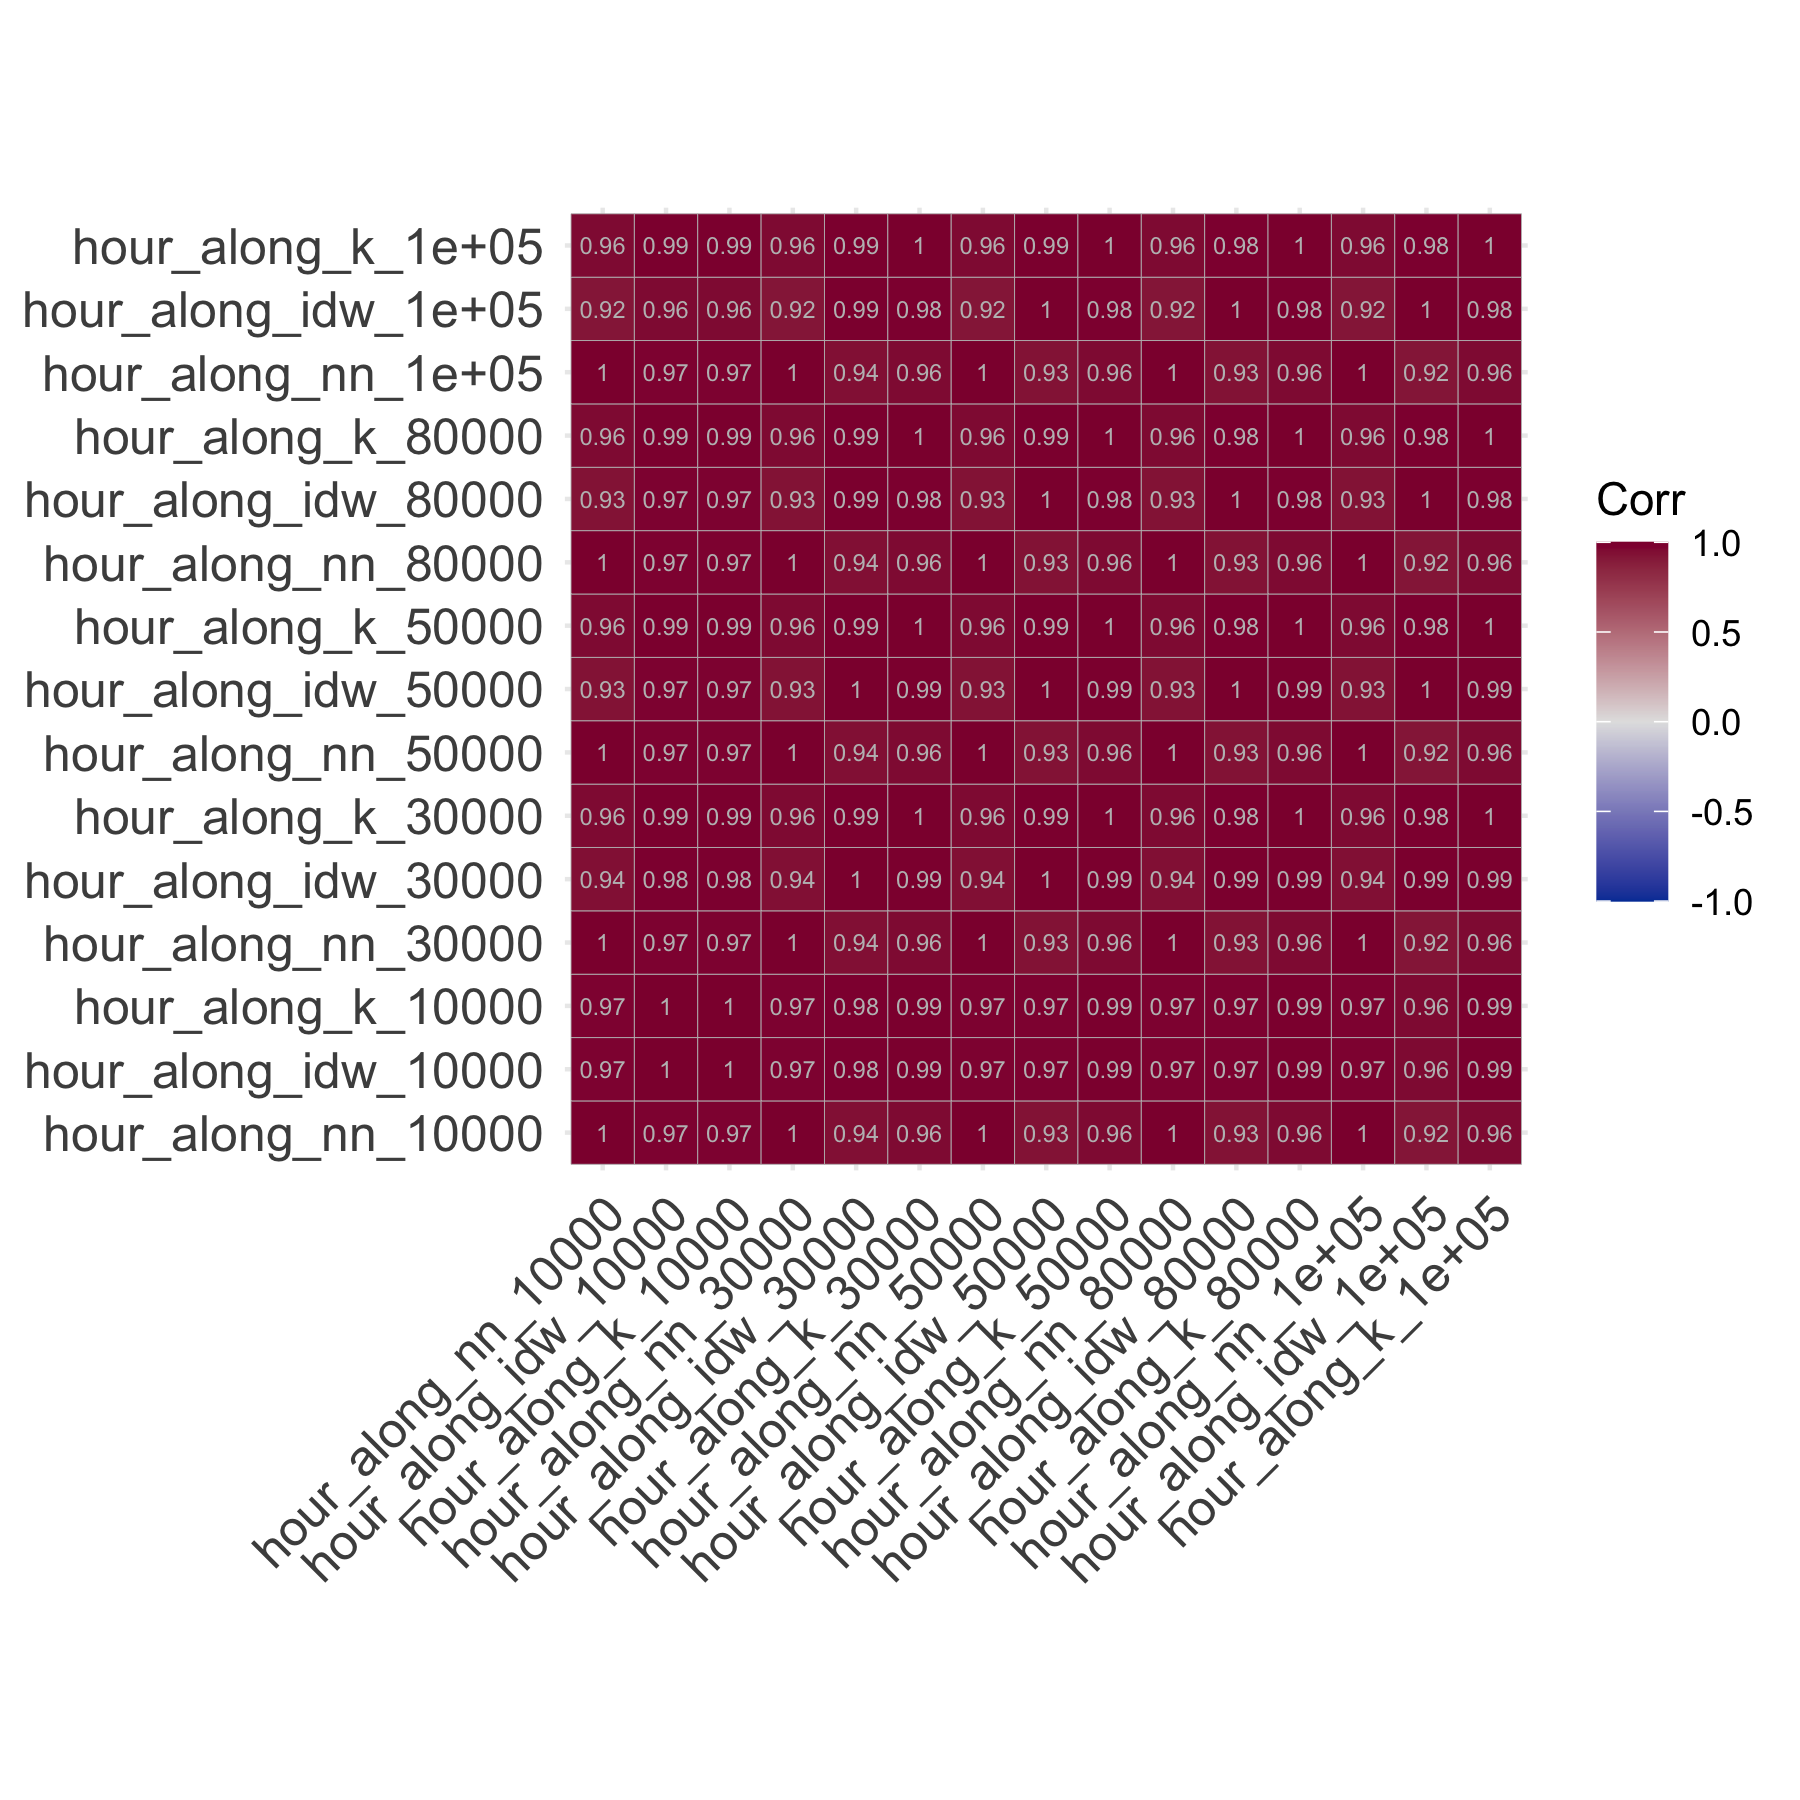 hour_along_k_1e+05 0.96 0.99 0.99 0.96 0.99 1 0.96 0.99 1 0.96 0.98 1 0.96 0.98 1
hour_along_idw_1e+05 0.92 0.96 0.96 0.92 0.99 0.98 0.92 1 0.98 0.92 1 0.98 0.92 1 0.98
hour_along_nn_1e+05 1 0.97 0.97 1 0.94 0.96 1 0.93 0.96 1 0.93 0.96 1 0.92 0.96
hour_along_k_80000 0.96 0.99 0.99 0.96 0.99 1 0.96 0.99 1 0.96 0.98 1 0.96 0.98 1
hour_along_idw_80000 0.93 0.97 0.97 0.93 0.99 0.98 0.93 1 0.98 0.93 1 0.98 0.93 1 0.98
hour_along_nn_80000 1 0.97 0.97 1 0.94 0.96 1 0.93 0.96 1 0.93 0.96 1 0.92 0.96
hour_along_k_50000 0.96 0.99 0.99 0.96 0.99 1 0.96 0.99 1 0.96 0.98 1 0.96 0.98 1
hour_along_idw_50000 0.93 0.97 0.97 0.93 1 0.99 0.93 1 0.99 0.93 1 0.99 0.93 1 0.99
hour_along_nn_50000 1 0.97 0.97 1 0.94 0.96 1 0.93 0.96 1 0.93 0.96 1 0.92 0.96
hour_along_k_30000 0.96 0.99 0.99 0.96 0.99 1 0.96 0.99 1 0.96 0.98 1 0.96 0.98 1
hour_along_idw_30000 0.94 0.98 0.98 0.94 1 0.99 0.94 1 0.99 0.94 0.99 0.99 0.94 0.99 0.99
hour_along_nn_30000 1 0.97 0.97 1 0.94 0.96 1 0.93 0.96 1 0.93 0.96 1 0.92 0.96
hour_along_k_10000 0.97 1 1 0.97 0.98 0.99 0.97 0.97 0.99 0.97 0.97 0.99 0.97 0.96 0.99
hour_along_idw_10000 0.97 1 1 0.97 0.98 0.99 0.97 0.97 0.99 0.97 0.97 0.99 0.97 0.96 0.99
hour_along_nn_10000 1 0.97 0.97 1 0.94 0.96 1 0.93 0.96 1 0.93 0.96 1 0.92 0.96
hour_along_nn_10000
hour_along_idw_10000
hour_along_k_10000
hour_along_nn_30000
hour_along_idw_30000
hour_along_k_30000
hour_along_nn_50000
hour_along_idw_50000
hour_along_k_50000
hour_along_nn_80000
hour_along_idw_80000
hour_along_k_80000
hour_along_nn_1e+05
hour_along_idw_1e+05
hour_along_k_1e+05
Corr
1.0
0.5
0.0
-0.5
-1.0